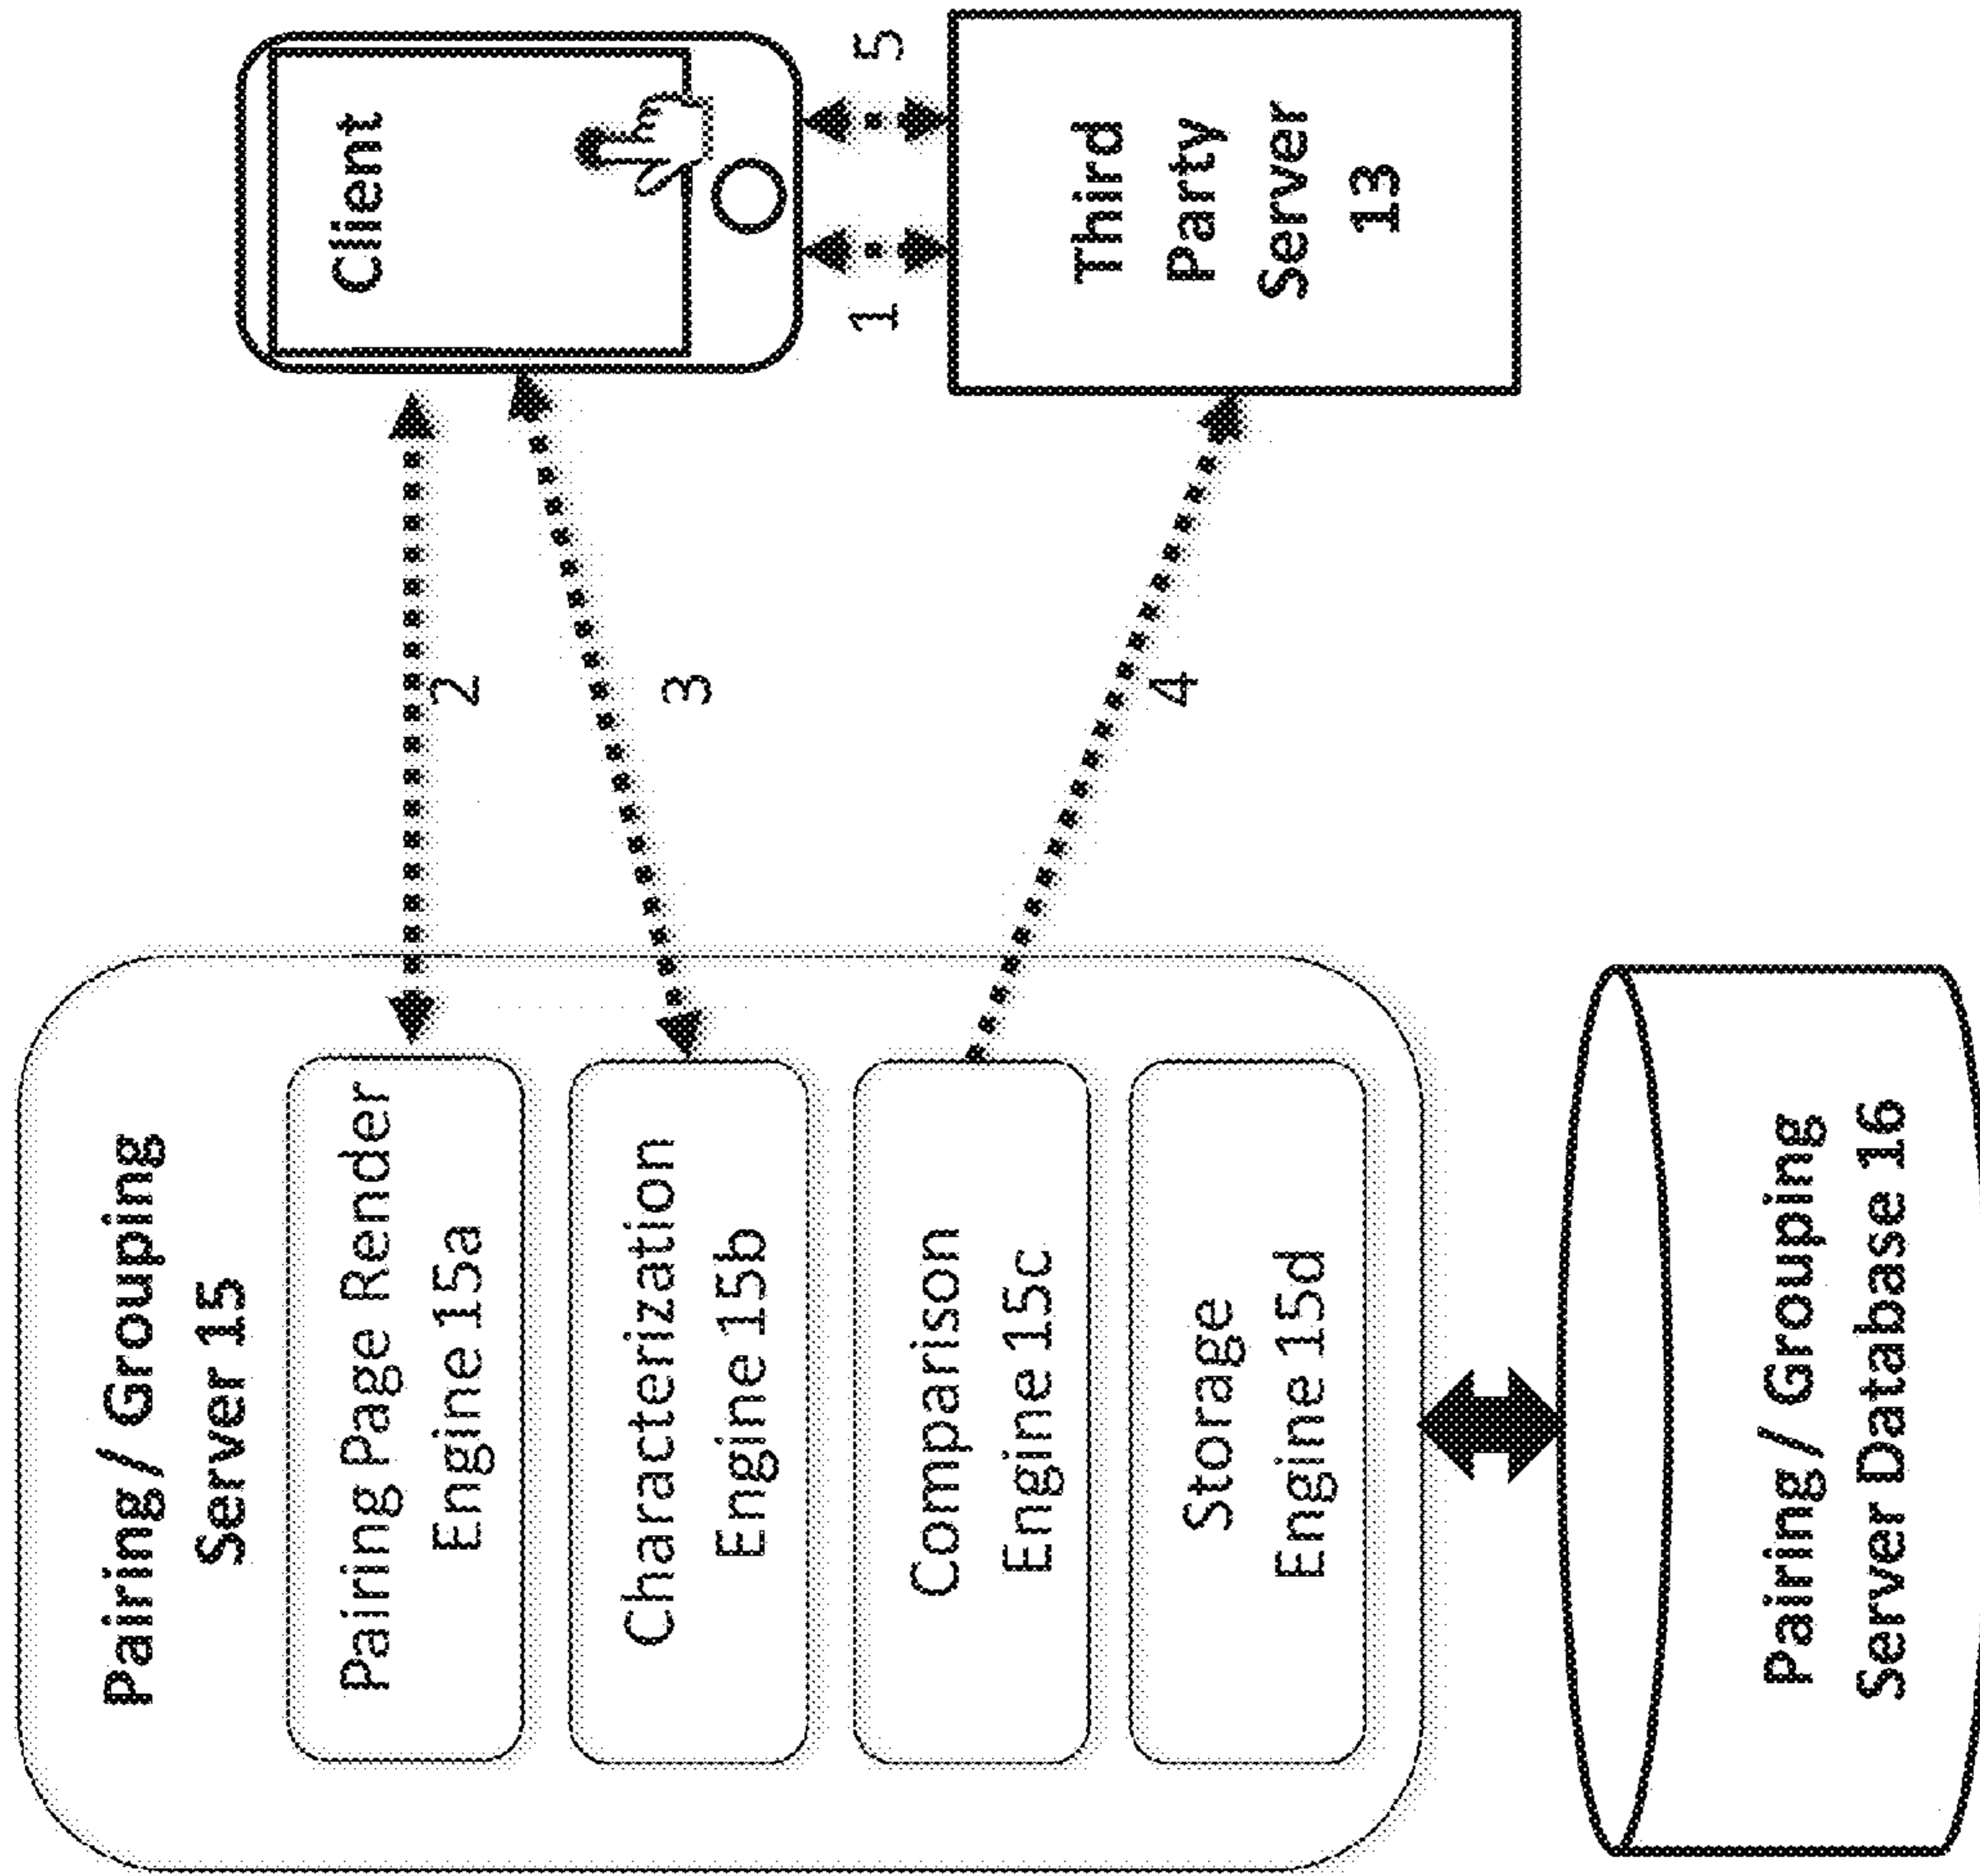 Pairing / Grouping
Server 15
Pairing Page Render
Engine 15a
Characterization
Engine 15b
Comparison
Engine 15c
Storage
Engine 15d
Pairing / Grouping
Server Database 16
2
3
4
Client
1
5
Third
Party
Server
13